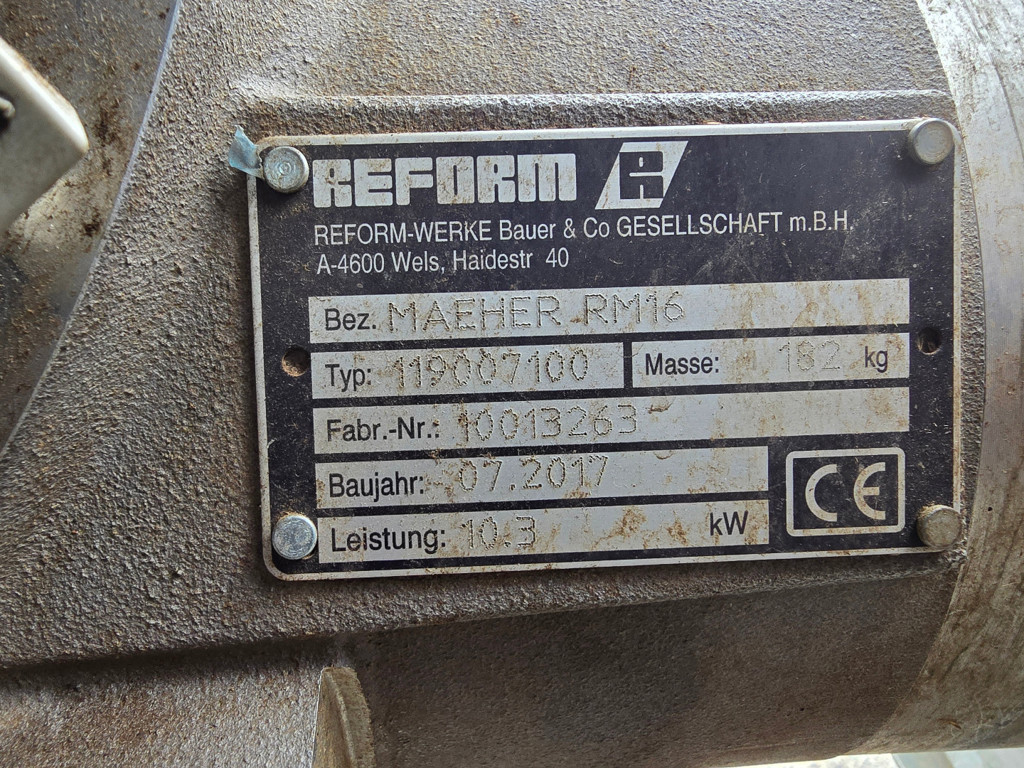 REFORM R
REFORM-WERKE Bauer & Co GESELLSCHAFT m.B.H.
A-4600 Wels, Haidestr 40
Bez. MAEHER RM16
Typ: 119007100 Masse: 182 kg
Fabr.-Nr.: 10013263
Baujahr: 07.2017
Leistung: 10.3 kW
CE